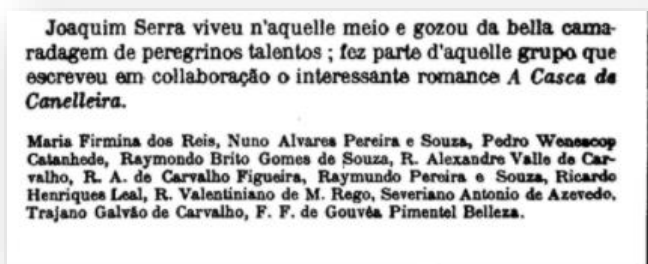 Joaquim Serra viveu n'aquelle meio e gozou da bella cama-
radagem de peregrinos talentos ; fez parte d'aquelle grupo que
escreveu em collaboração o interessante romance A Casca da
Canelleira.
Maria Firmina dos Reis, Nuno Alvares Pereira e Souza, Pedro Wenescop
Catanhede, Raymondo Brito Gomes de Souza, R. Alexandre Valle de Car-
valho, R. A. de Carvalho Figueira, Raymundo Pereira e Souza, Ricardo
Henriques Leal, R. Valentiniano de M. Rego, Severiano Antonio de Azevedo,
Trajano Galvão de Carvalho, F. F. de Gouvêa Pimentel Belleza.